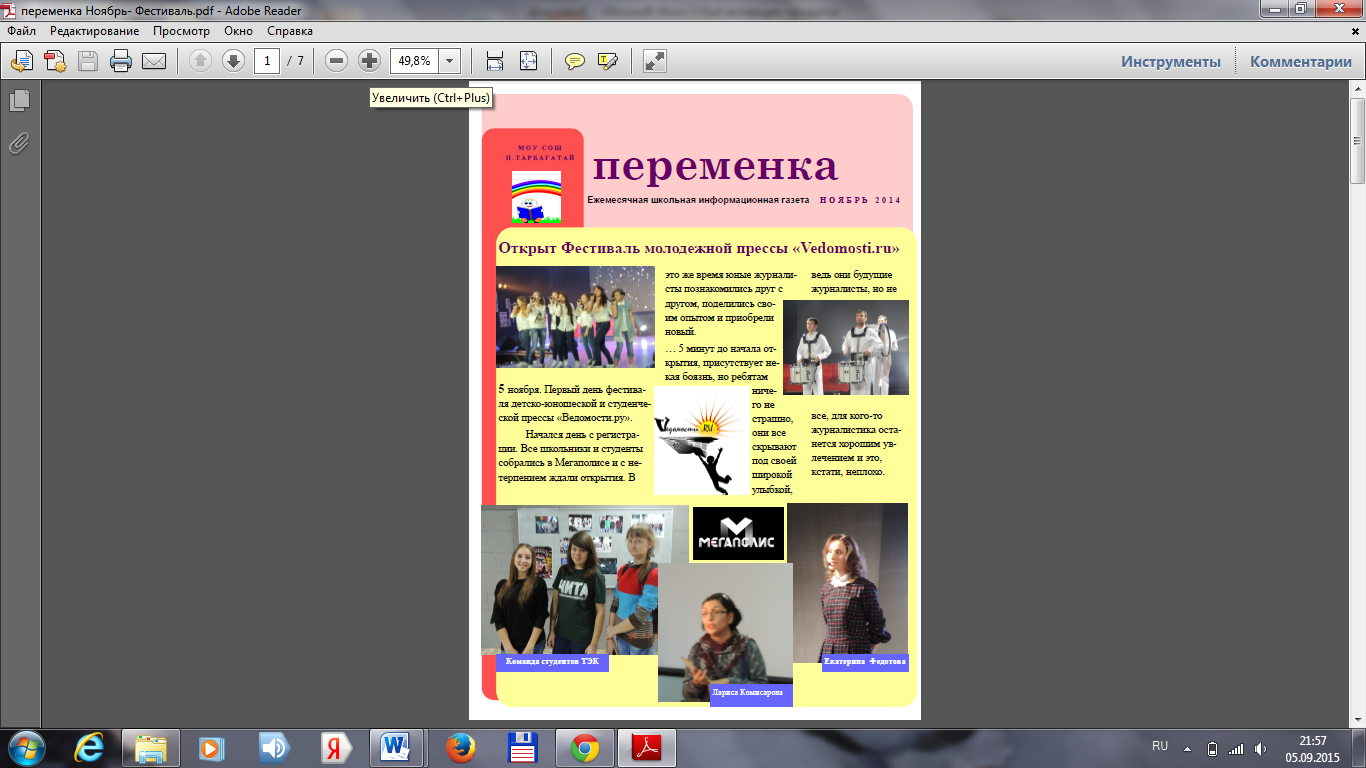 переменка Ноябрь- Фестиваль.pdf - Adobe Reader
Файл Редактирование Просмотр Окно Справка
1 / 7 49,8% Инструменты Комментарии
Увеличить (Ctrl+Plus)
МОУ СОШ
П.ТАРБАГАТАЙ
переменка
Ежемесячная школьная информационная газета НОЯБРЬ 2014
Открыт Фестиваль молодежной прессы «Vedomosti.ru»
5 ноября. Первый день фестива-
ля детско-юношеской и студенче-
ской прессы «Ведомости.ру».
Начался день с регистра-
ции. Все школьники и студенты
собрались в Мегаполисе и с не-
терпением ждали открытия. В
это же время юные журнали-
сты познакомились друг с
другом, поделились сво-
им опытом и приобрели
новый.
… 5 минут до начала от-
крытия, присутствует не-
кая боязнь, но ребятам
ниче-
го не
страшно,
они все
скрывают
под своей
широкой
улыбкой,
Ведомости RU
ведь они будущие
журналисты, но не
все, для кого-то
журналистика оста-
нется хорошим ув-
лечением и это,
кстати, неплохо.
МЕГАПОЛИС
ЧИТА
Команда студентов ТЭК
Лариса Комисарова
Екатерина Федотова
RU
21:57
05.09.2015